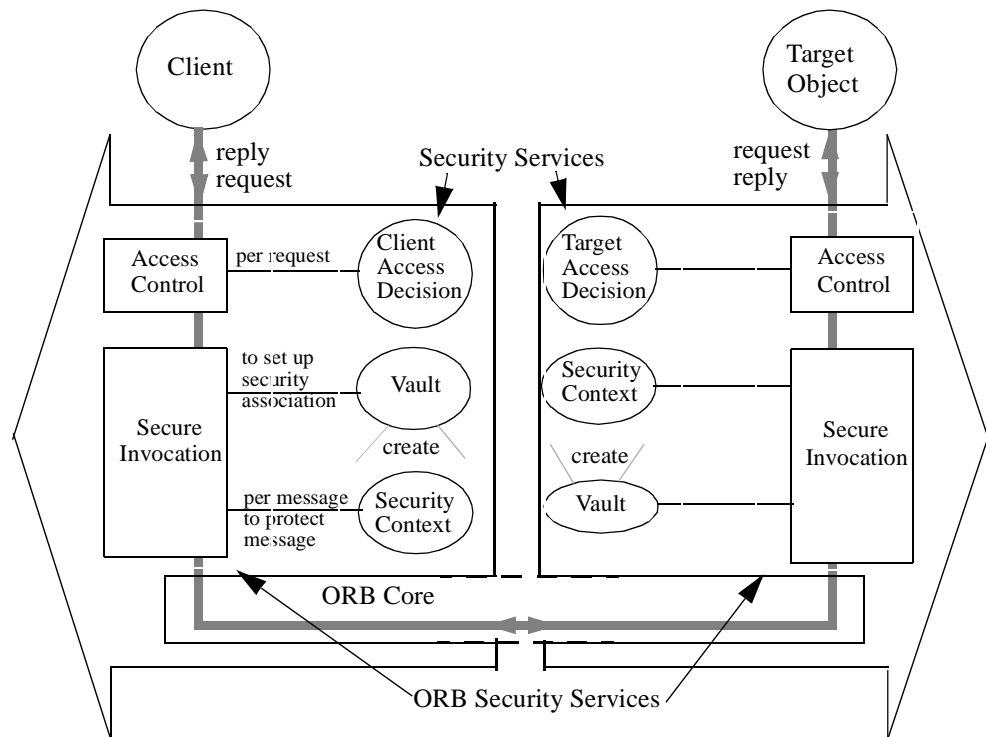 Client
Target
Object
reply
request
Security Services
request
reply
Access
Control
per request
Client
Access
Decision
Target
Access
Decision
Access
Control
to set up
security
association
Vault
Security
Context
Secure
Invocation
create
create
Secure
Invocation
per message
to protect
message
Security
Context
Vault
ORB Core
ORB Security Services